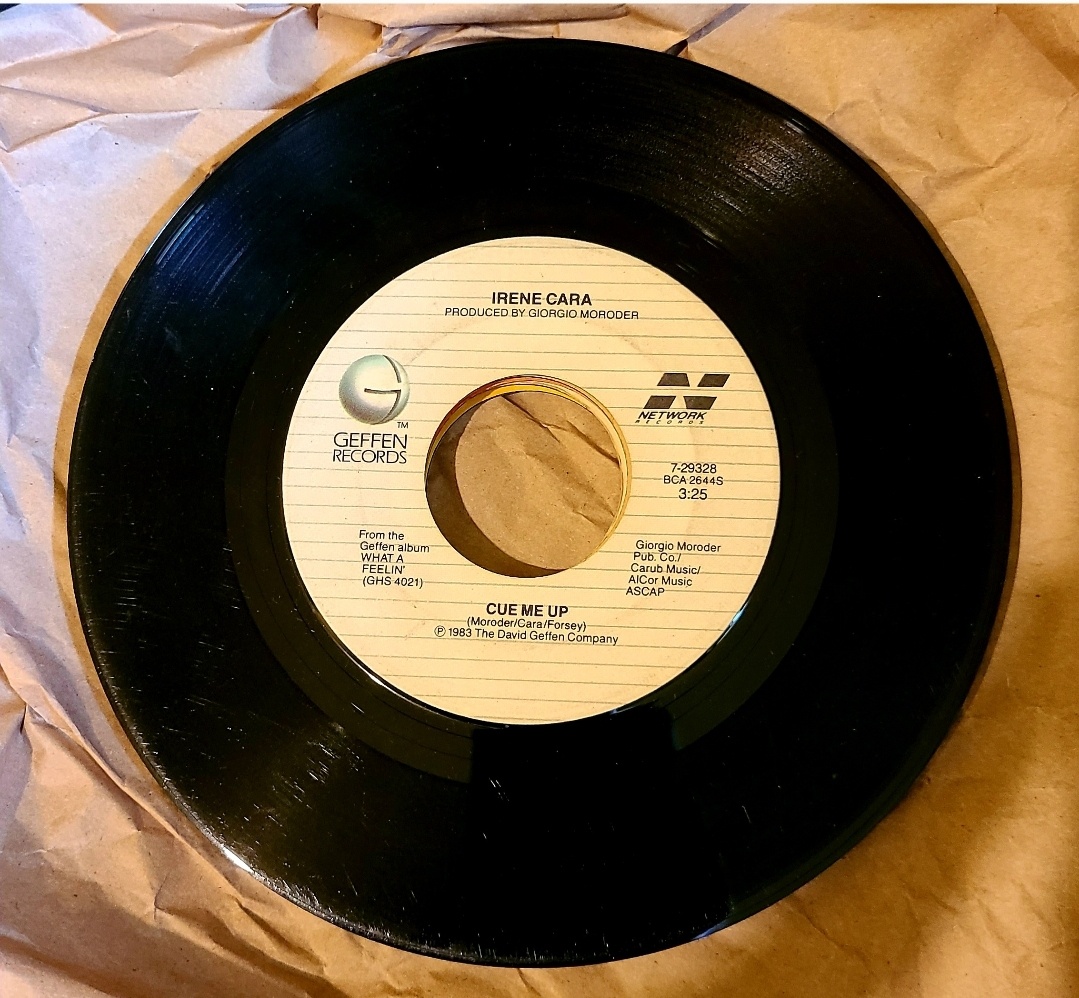 IRENE CARA
PRODUCED BY GIORGIO MORODER
TM
GEFFEN
RECORDS
NETWORK
RECORDS
7-29328
BCA 2644S
3:25
From the
Geffen album
WHAT A
FEELIN'
(GHS 4021)
Giorgio Moroder
Pub. Co./
Carub Music/
AlCor Music
ASCAP
CUE ME UP
(Moroder/Cara/Forsey)
Ⓟ 1983 The David Geffen Company